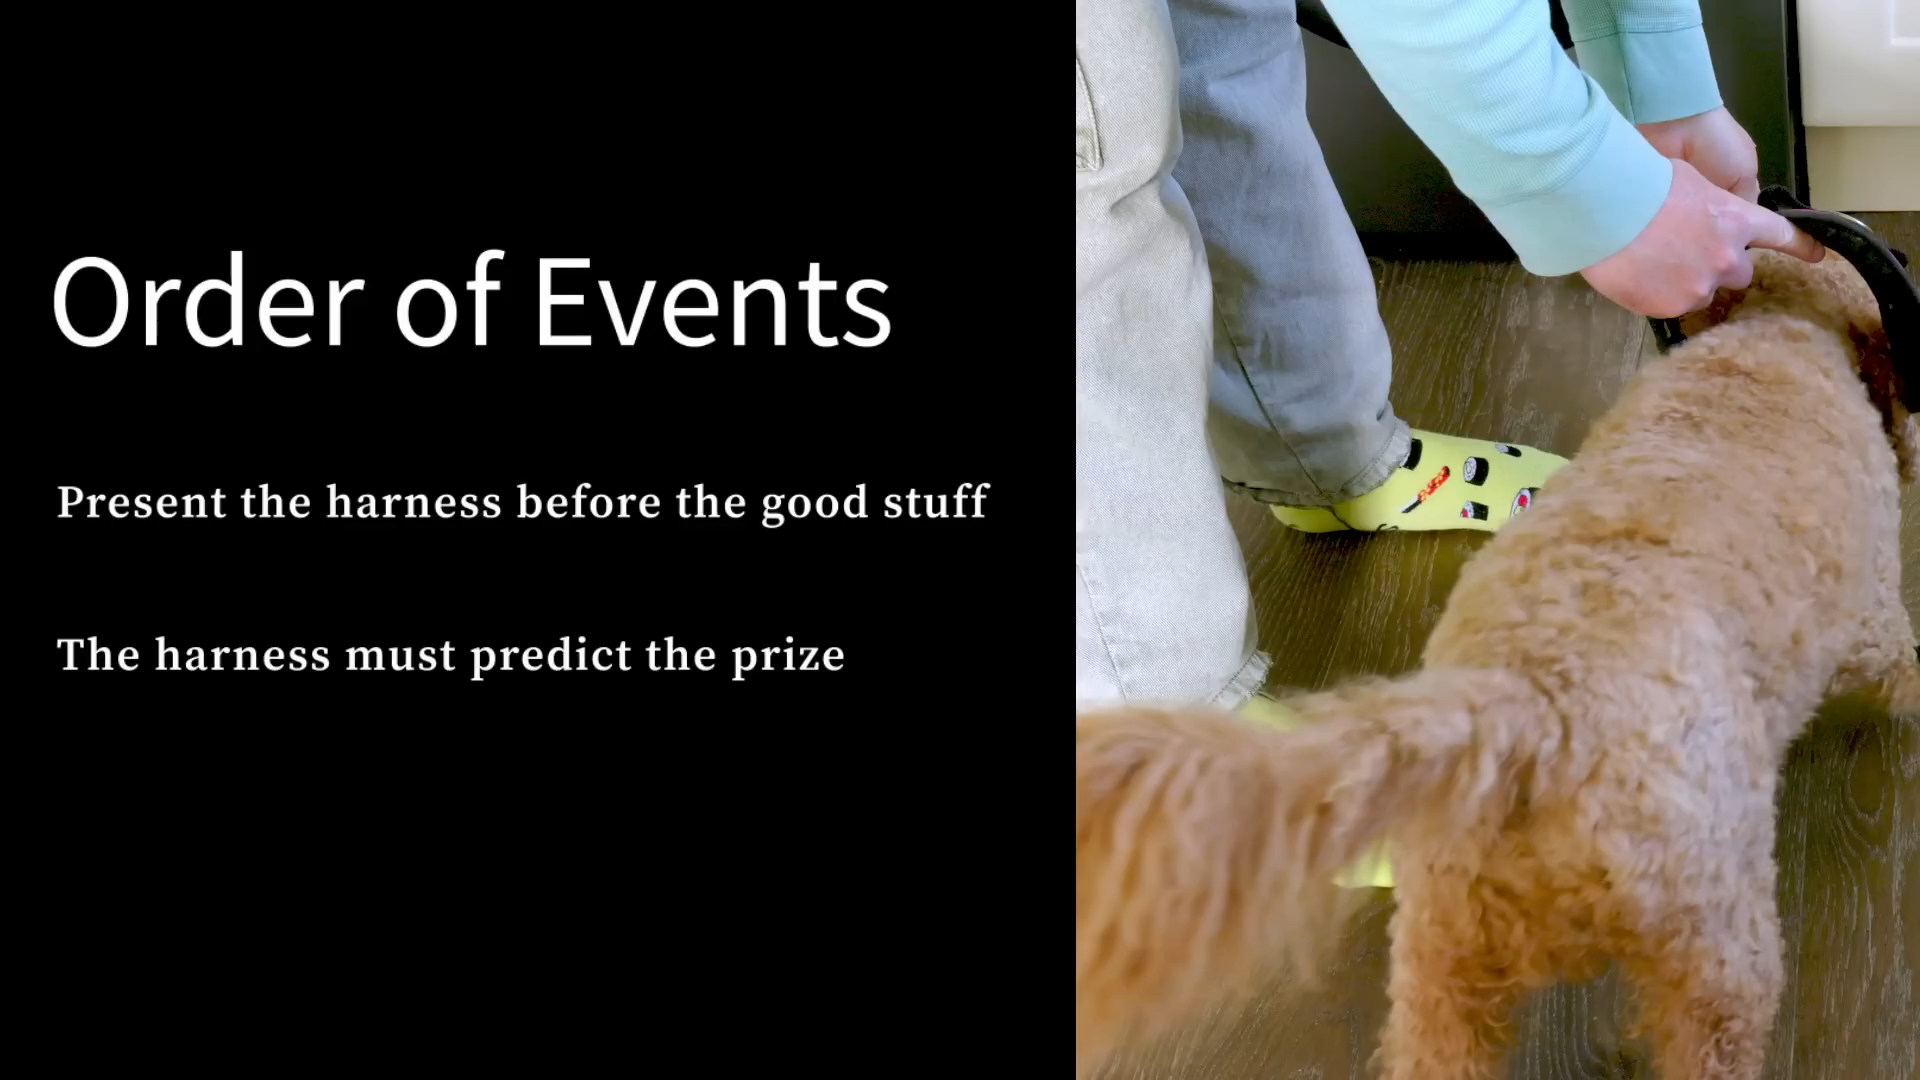 Order of Events
Present the harness before the good stuff
The harness must predict the prize